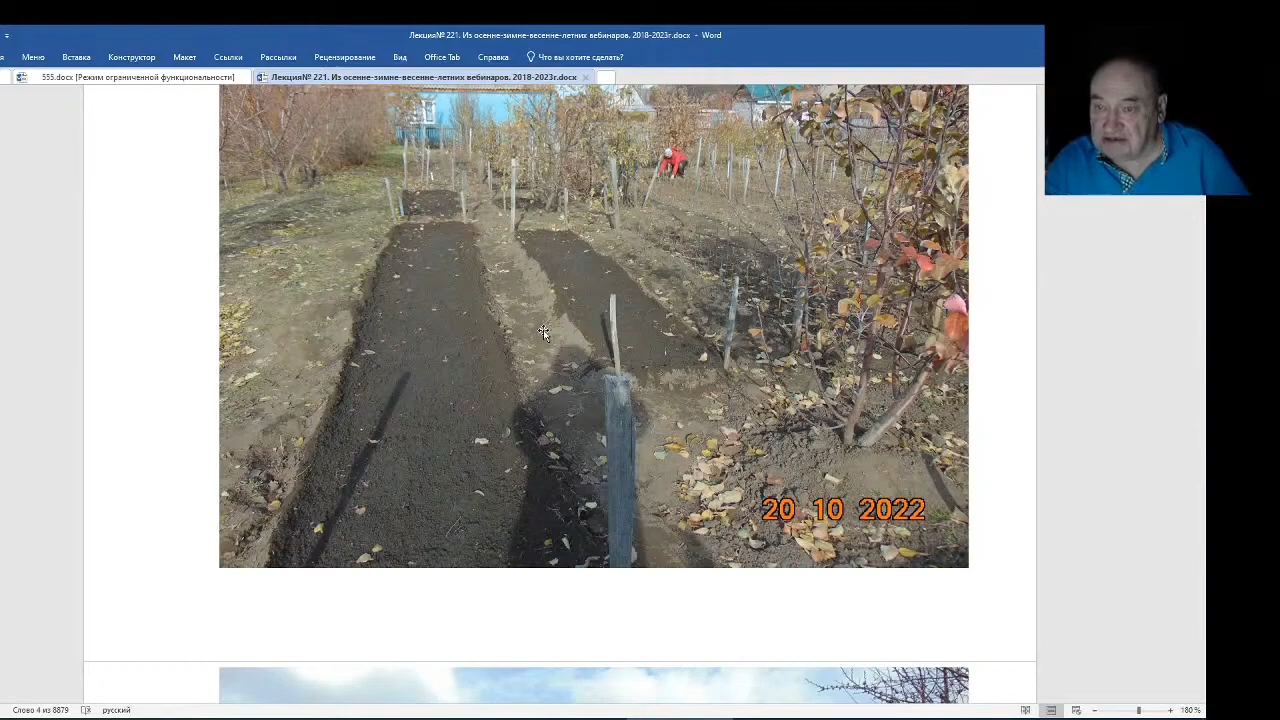 Лекция№ 221. Из осенне-зимне-весенне-летних вебинаров. 2018-2023г.docx - Word
Меню Вставка Конструктор Макет Ссылки Рассылки Рецензирование Вид Office Tab Справка Что вы хотите сделать?
555.docx [Режим ограниченной функциональности] Лекция№ 221. Из осенне-зимне-весенне-летних вебинаров. 2018-2023г.docx
20 10 2022
Слово 4 из 8879 русский 180 %